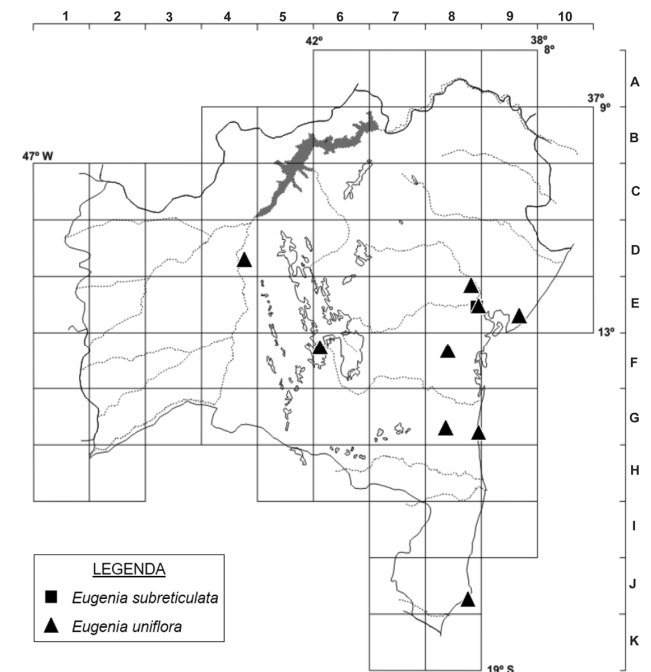 1 2 3 4 5 6 7 8 9 10
42º 38º
8º
A
37º
9º
B
47º W
C
D
E
13º
F
G
H
I
LEGENDA
J
Eugenia subreticulata
Eugenia uniflora
K
19º S